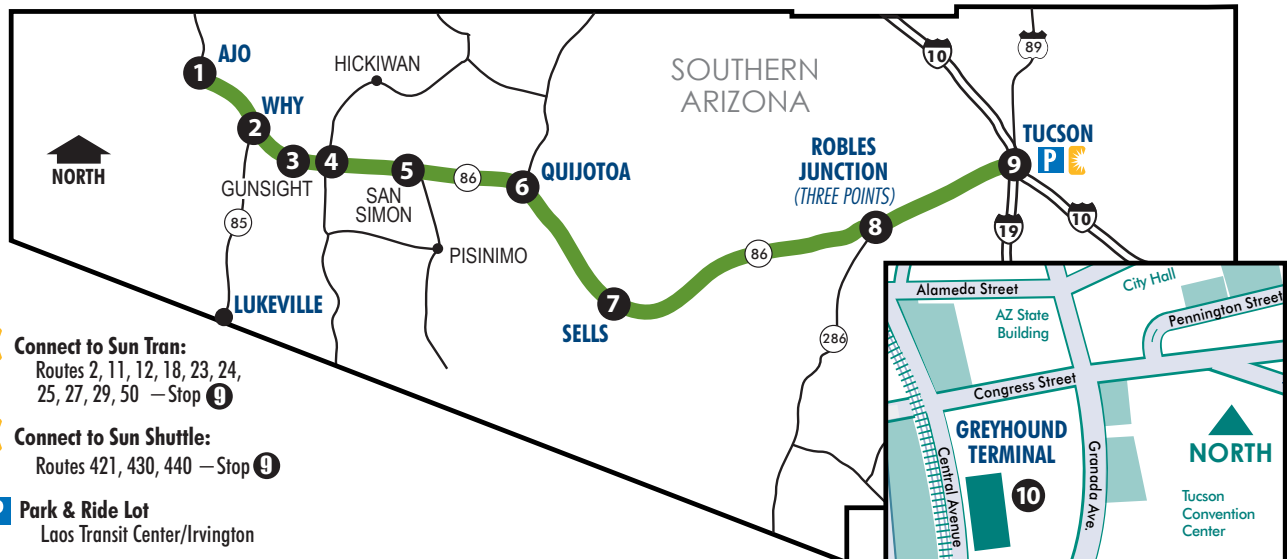 AJO
1
WHY
2
3
GUNSIGHT
4
HICKIWAN
5
SAN
SIMON
86
PISINIMO
6
QUIJOTOA
NORTH
85
LUKEVILLE
SOUTHERN
ARIZONA
7
SELLS
86
ROBLES
JUNCTION
(THREE POINTS)
8
286
10
89
TUCSON
P
9
19
10
Connect to Sun Tran:
Routes 2, 11, 12, 18, 23, 24,
25, 27, 29, 50 – Stop 9
Connect to Sun Shuttle:
Routes 421, 430, 440 – Stop 9
P Park & Ride Lot
Laos Transit Center/Irvington
Alameda Street
City Hall
AZ State
Building
Pennington Street
Congress Street
GREYHOUND
TERMINAL
10
Central Avenue
Granada Ave.
NORTH
Tucson
Convention
Center